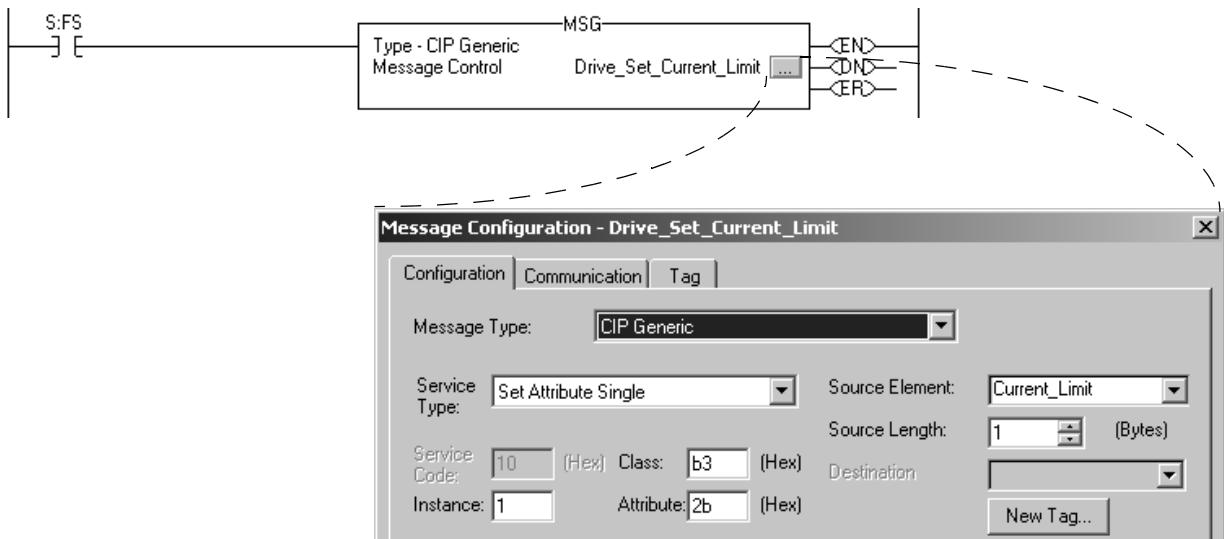 S:FS
MSG
Type - CIP Generic
Message Control Drive_Set_Current_Limit ...
EN
DN
ER
Message Configuration - Drive_Set_Current_Limit
Configuration Communication Tag
Message Type: CIP Generic
Service Type: Set Attribute Single
Source Element: Current_Limit
Source Length: 1 (Bytes)
Service Code: 10 (Hex) Class: b3 (Hex)
Destination
Instance: 1 Attribute: 2b (Hex)
New Tag...